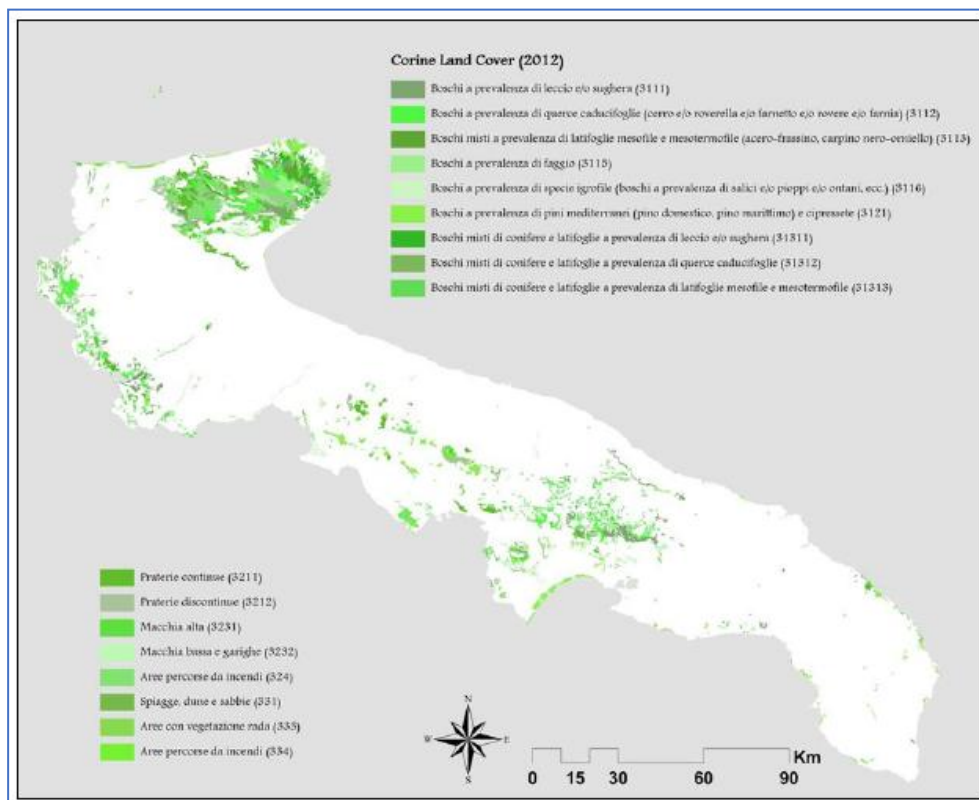 Corine Land Cover (2012)
Boschi a prevalenza di leccio e/o sughera (3111)
Boschi a prevalenza di querce caducifoglie (cerro e/o roverella e/o farnetto e/o rovere e/o farnia) (3112)
Boschi misti a prevalenza di latifoglie mesofile e mesotermofile (acero-frassino, carpino nero-orniello) (3113)
Boschi a prevalenza di faggio (3115)
Boschi a prevalenza di specie igrofile (boschi a prevalenza di salici e/o pioppi e/o ontani, ecc.) (3116)
Boschi a prevalenza di pini mediterranei (pino domestico, pino marittimo) e cipressete (3121)
Boschi misti di conifere e latifoglie a prevalenza di leccio e/o sughera (31311)
Boschi misti di conifere e latifoglie a prevalenza di querce caducifoglie (31312)
Boschi misti di conifere e latifoglie a prevalenza di latifoglie mesofile e mesotermofile (31313)
Praterie continue (3211)
Praterie discontinue (3212)
Macchia alta (3231)
Macchia bassa e garighe (3232)
Aree percorse da incendi (324)
Spiagge, dune e sabbie (331)
Aree con vegetazione rada (333)
Aree percorse da incendi (334)
N
W E
S
Km
0 15 30 60 90